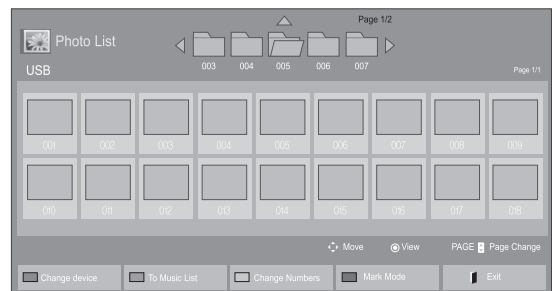 Page 1/2
Photo List
003 004 005 006 007
USB
Page 1/1
001 002 003 004 005 006 007 008 009
010 011 012 013 014 015 016 017 018
Move View PAGE Page Change
Change device To Music List Change Numbers Mark Mode Exit